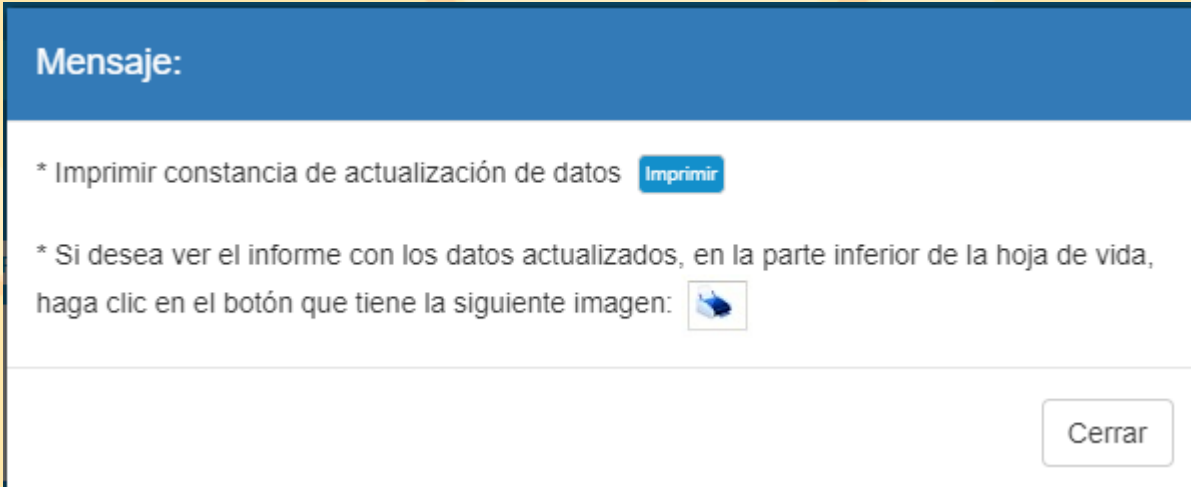 Mensaje:
* Imprimir constancia de actualización de datos Imprimir
* Si desea ver el informe con los datos actualizados, en la parte inferior de la hoja de vida,
haga clic en el botón que tiene la siguiente imagen:
Cerrar